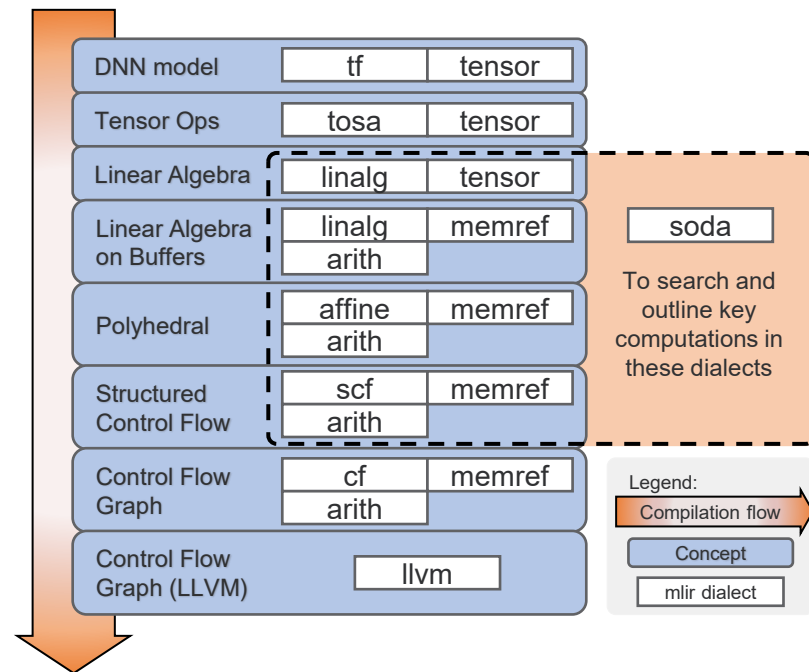 DNN model
tf
tensor
Tensor Ops
tosa
tensor
Linear Algebra
linalg
tensor
Linear Algebra
on Buffers
linalg
memref
arith
Polyhedral
affine
memref
arith
Structured
Control Flow
scf
memref
arith
Control Flow
Graph
cf
memref
arith
Control Flow
Graph (LLVM)
llvm
soda
To search and
outline key
computations in
these dialects
Legend:
Compilation flow
Concept
mlir dialect